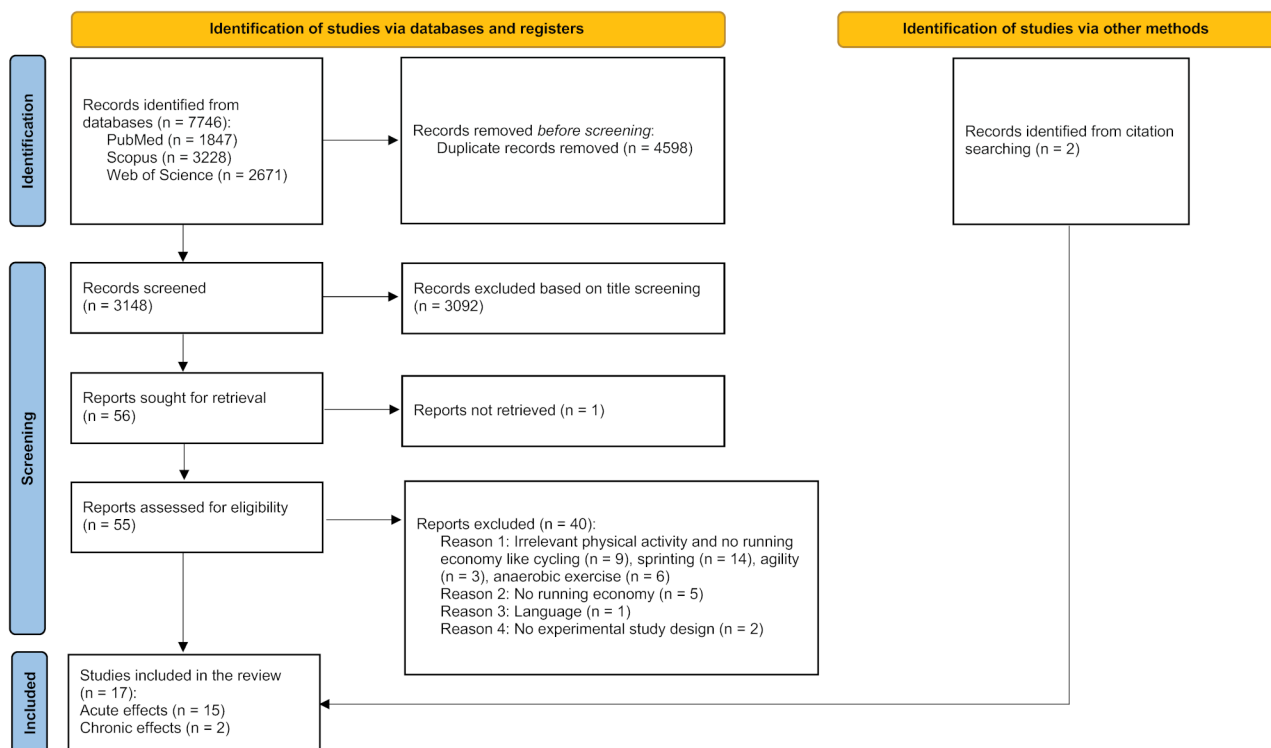 Identification of studies via databases and registers
Identification of studies via other methods
Identification
Records identified from
databases (n = 7746):
PubMed (n = 1847)
Scopus (n = 3228)
Web of Science (n = 2671)
Records removed before screening:
Duplicate records removed (n = 4598)
Records identified from citation
searching (n = 2)
Screening
Records screened
(n = 3148)
Records excluded based on title screening
(n = 3092)
Reports sought for retrieval
(n = 56)
Reports not retrieved (n = 1)
Reports assessed for eligibility
(n = 55)
Reports excluded (n = 40):
Reason 1: Irrelevant physical activity and no running
economy like cycling (n = 9), sprinting (n = 14), agility
(n = 3), anaerobic exercise (n = 6)
Reason 2: No running economy (n = 5)
Reason 3: Language (n = 1)
Reason 4: No experimental study design (n = 2)
Included
Studies included in the review
(n = 17):
Acute effects (n = 15)
Chronic effects (n = 2)